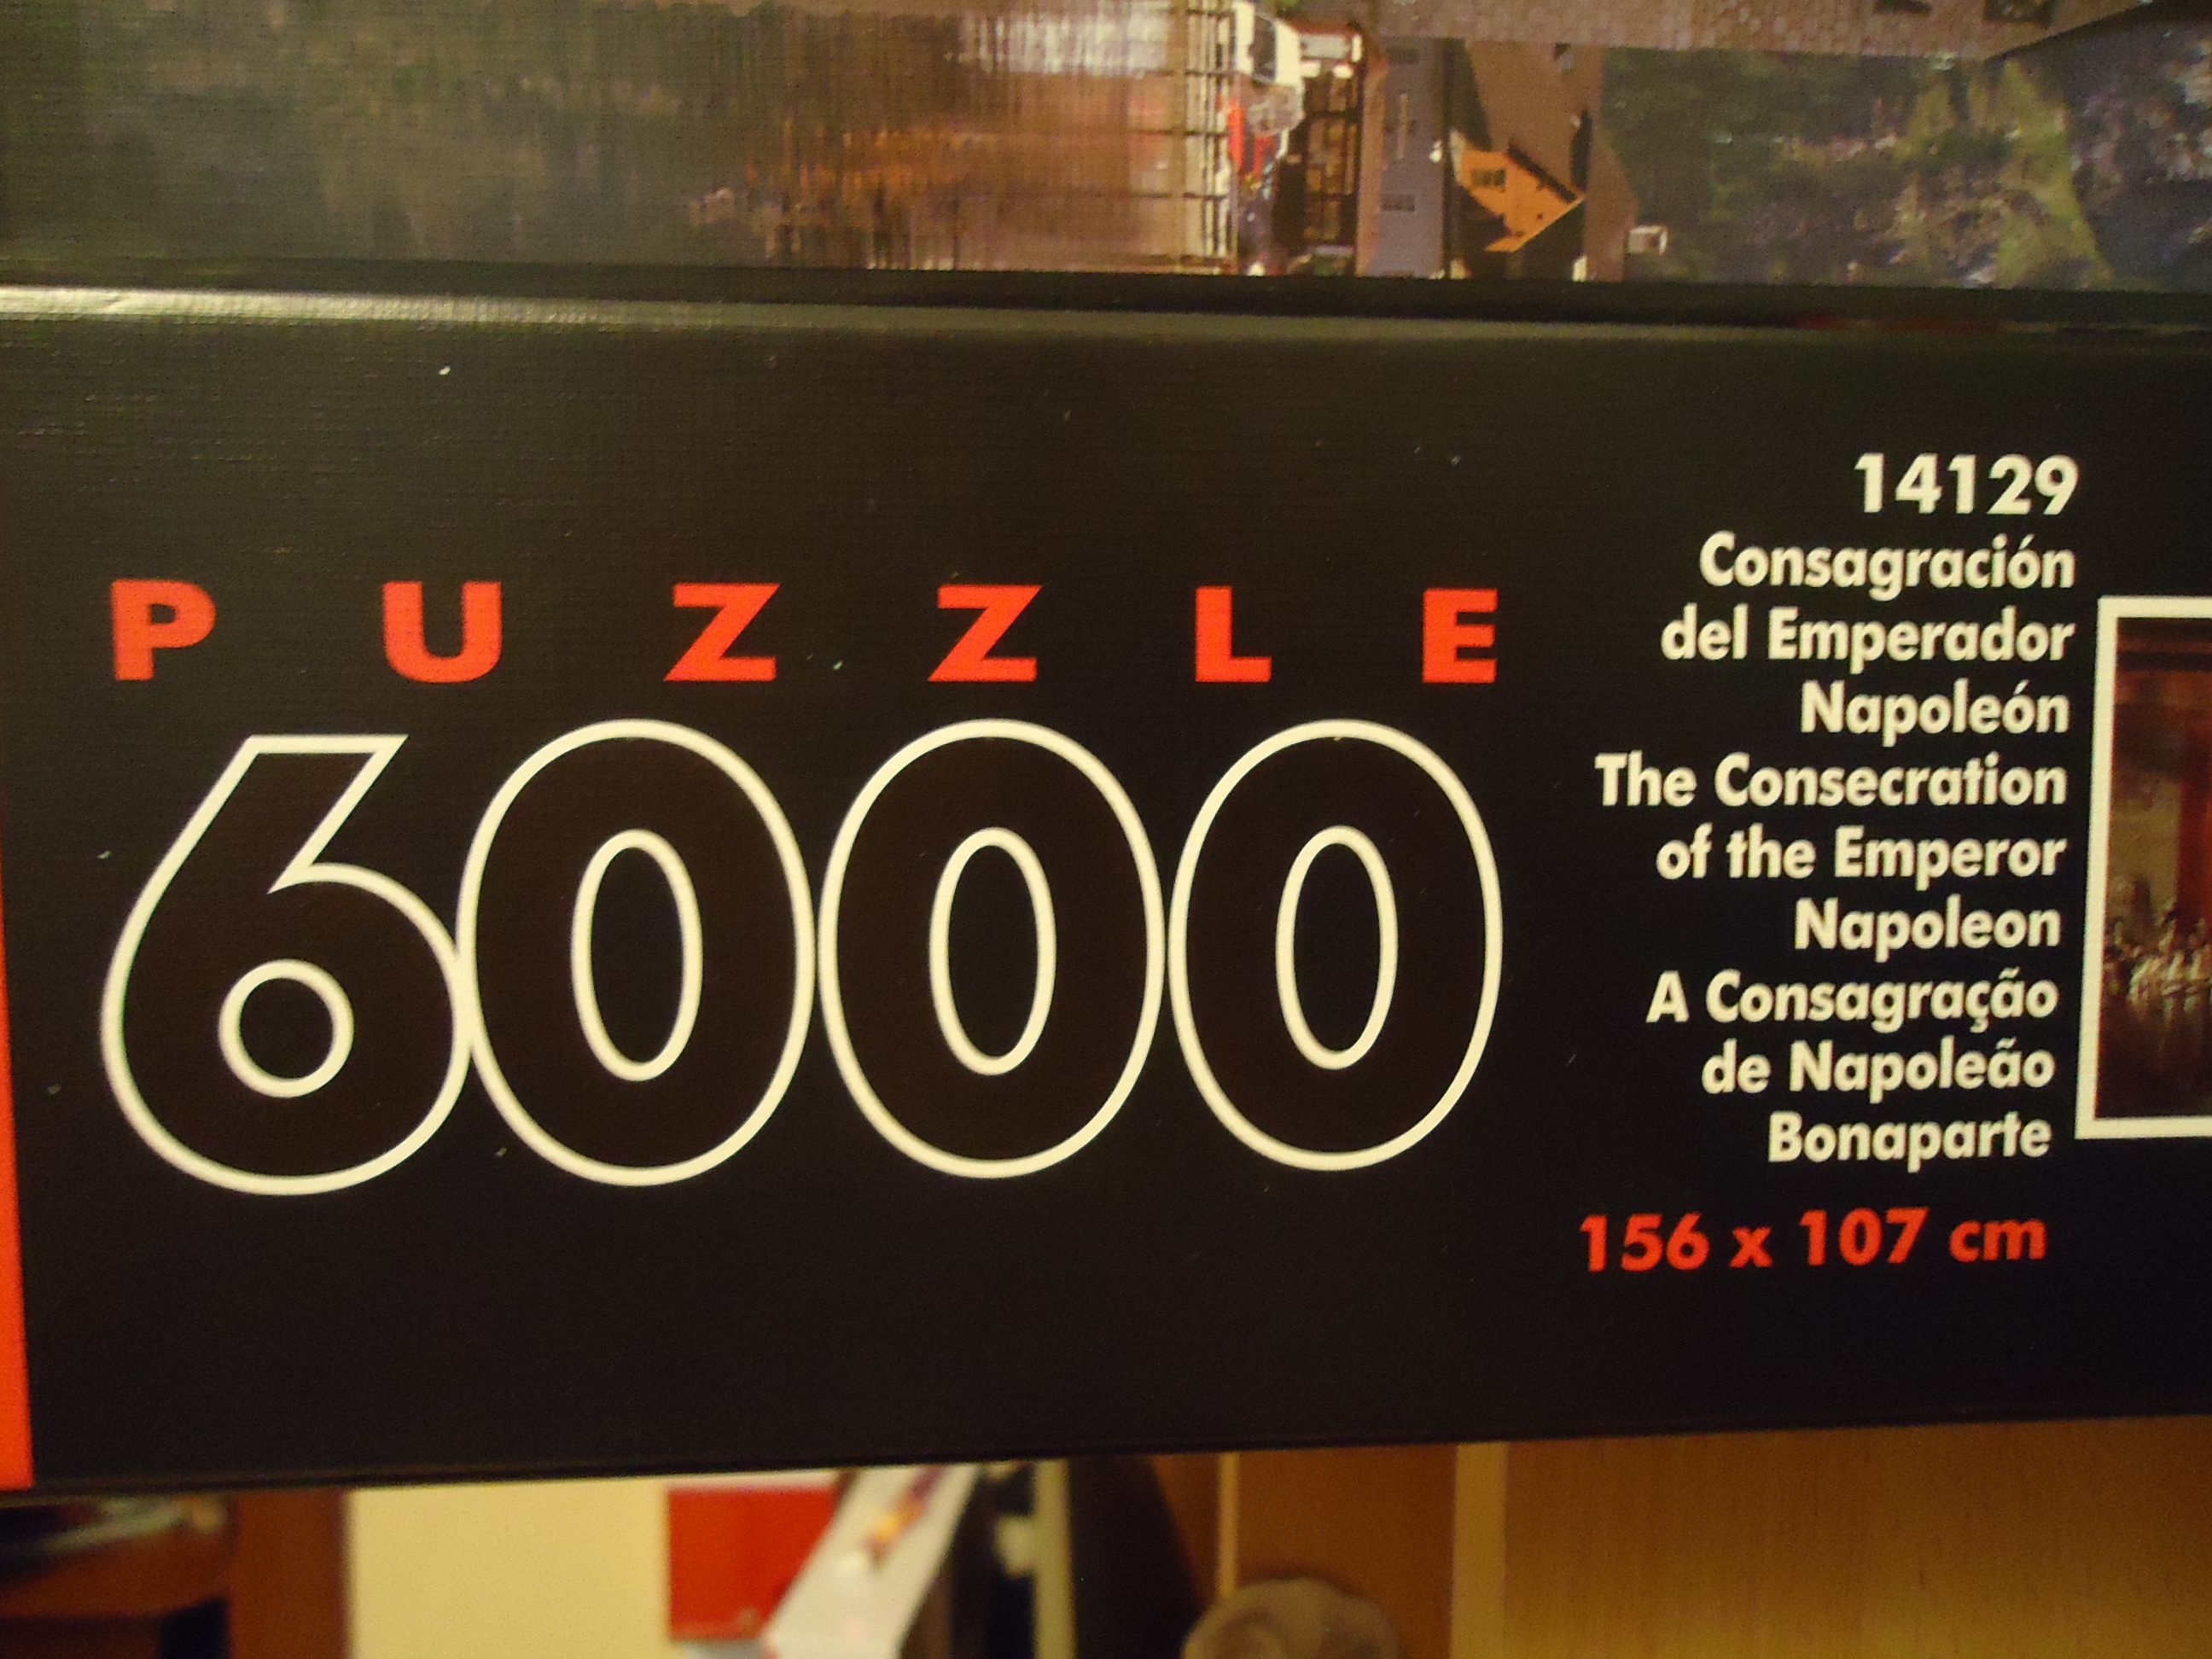 PUZZLE
6000
14129
Consagración
del Emperador
Napoleón
The Consecration
of the Emperor
Napoleon
A Consagração
de Napoleão
Bonaparte
156 x 107 cm